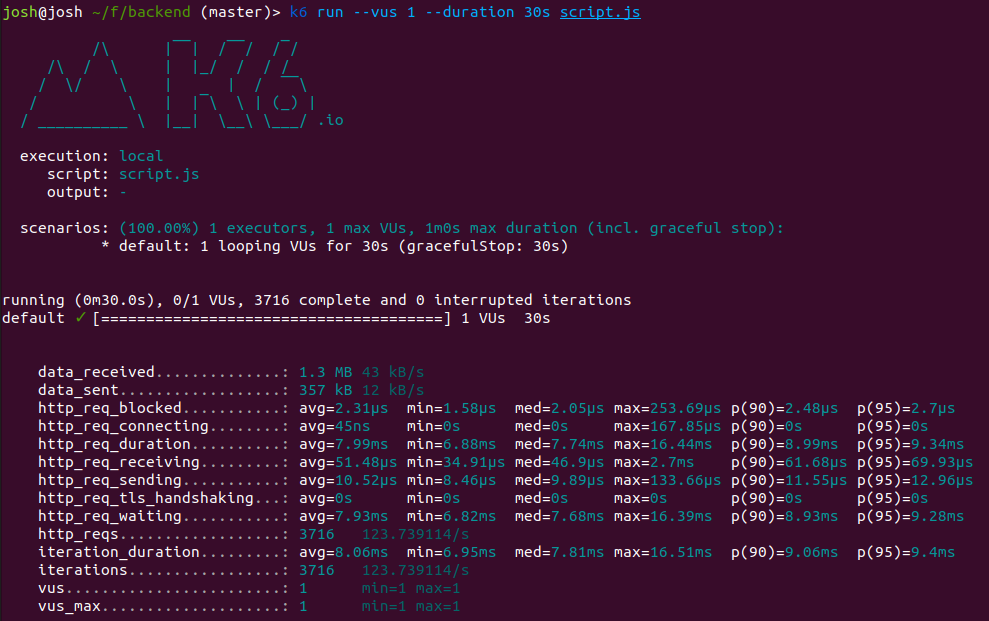 josh@josh ~/f/backend (master)> k6 run --vus 1 --duration 30s script.js
K6 .io
execution: local
script: script.js
output: -
scenarios: (100.00%) 1 executors, 1 max VUs, 1m0s max duration (incl. graceful stop):
* default: 1 looping VUs for 30s (gracefulStop: 30s)
running (0m30.0s), 0/1 VUs, 3716 complete and 0 interrupted iterations
default ✓ [======================================] 1 VUs  30s
data_received..............: 1.3 MB 43 kB/s
data_sent..................: 357 kB 12 kB/s
http_req_blocked...........: avg=2.31µs  min=1.58µs  med=2.05µs max=253.69µs p(90)=2.48µs  p(95)=2.7µs
http_req_connecting........: avg=45ns    min=0s      med=0s     max=167.85µs p(90)=0s      p(95)=0s
http_req_duration..........: avg=7.99ms  min=6.88ms  med=7.74ms max=16.44ms  p(90)=8.99ms  p(95)=9.34ms
http_req_receiving.........: avg=51.48µs min=34.91µs med=46.9µs max=2.7ms    p(90)=61.68µs p(95)=69.93µs
http_req_sending...........: avg=10.52µs min=8.46µs  med=9.89µs max=133.66µs p(90)=11.55µs p(95)=12.96µs
http_req_tls_handshaking...: avg=0s      min=0s      med=0s     max=0s       p(90)=0s      p(95)=0s
http_req_waiting...........: avg=7.93ms  min=6.82ms  med=7.68ms max=16.39ms  p(90)=8.93ms  p(95)=9.28ms
http_reqs..................: 3716   123.739114/s
iteration_duration.........: avg=8.06ms  min=6.95ms  med=7.81ms max=16.51ms  p(90)=9.06ms  p(95)=9.4ms
iterations.................: 3716   123.739114/s
vus........................: 1      min=1 max=1
vus_max....................: 1      min=1 max=1